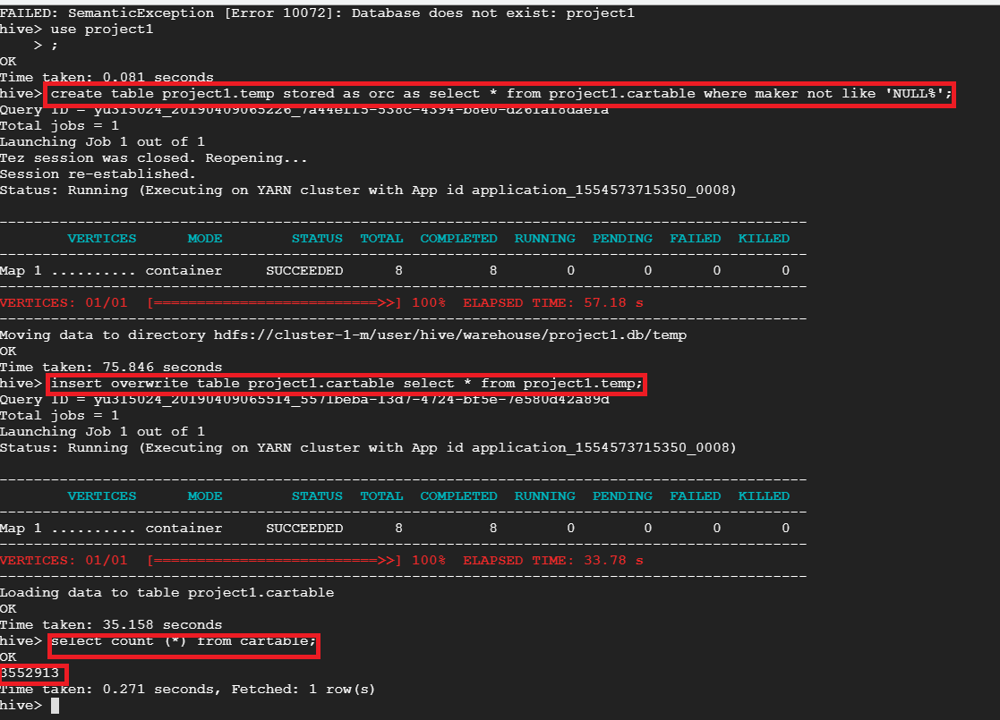 FAILED: SemanticException [Error 10072]: Database does not exist: project1
hive> use project1
    > ;
OK
Time taken: 0.081 seconds
hive> create table project1.temp stored as orc as select * from project1.cartable where maker not like 'NULL%';
Query ID = yu315024_20190409065226_7a44ef15-538c-4394-b8e0-d261af8daefa
Total jobs = 1
Launching Job 1 out of 1
Tez session was closed. Reopening...
Session re-established.
Status: Running (Executing on YARN cluster with App id application_1554573715350_0008)
----------------------------------------------------------------------------------------------
        VERTICES      MODE        STATUS  TOTAL  COMPLETED  RUNNING  PENDING  FAILED  KILLED
----------------------------------------------------------------------------------------------
Map 1 .......... container     SUCCEEDED      8          8        0        0       0       0
----------------------------------------------------------------------------------------------
VERTICES: 01/01  [==========================>>] 100%  ELAPSED TIME: 57.18 s
----------------------------------------------------------------------------------------------
Moving data to directory hdfs://cluster-1-m/user/hive/warehouse/project1.db/temp
OK
Time taken: 75.846 seconds
hive> insert overwrite table project1.cartable select * from project1.temp;
Query ID = yu315024_20190409065514_5571beba-13d7-4724-bf5e-7e580d42a89d
Total jobs = 1
Launching Job 1 out of 1
Status: Running (Executing on YARN cluster with App id application_1554573715350_0008)
----------------------------------------------------------------------------------------------
        VERTICES      MODE        STATUS  TOTAL  COMPLETED  RUNNING  PENDING  FAILED  KILLED
----------------------------------------------------------------------------------------------
Map 1 .......... container     SUCCEEDED      8          8        0        0       0       0
----------------------------------------------------------------------------------------------
VERTICES: 01/01  [==========================>>] 100%  ELAPSED TIME: 33.78 s
----------------------------------------------------------------------------------------------
Loading data to table project1.cartable
OK
Time taken: 35.158 seconds
hive> select count (*) from cartable;
OK
3552913
Time taken: 0.271 seconds, Fetched: 1 row(s)
hive>